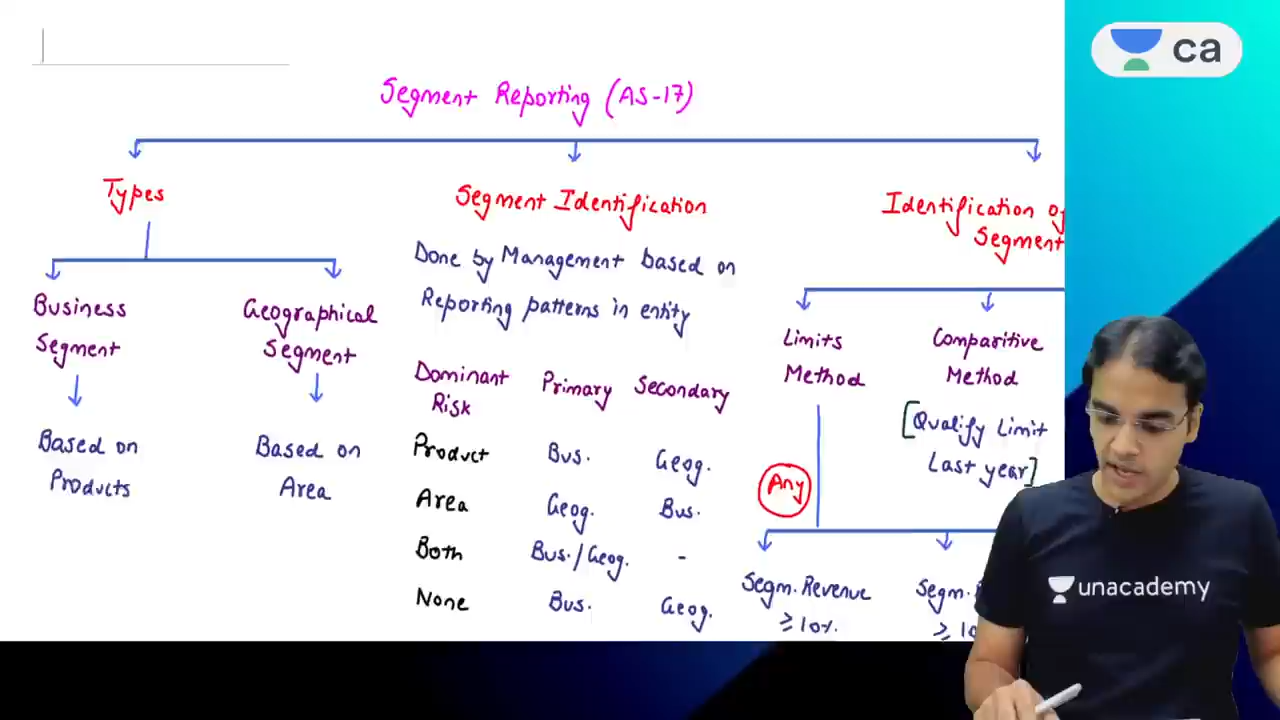 ca
Segment Reporting (AS-17)
Types
Business
Segment
Based on
Products
Geographical
Segment
Based on
Area
Segment Identification
Done by Management based on
Reporting patterns in entity
Dominant Risk Primary Secondary
Product Bus. Geog.
Area Geog. Bus.
Both Bus./Geog. -
None Bus. Geog.
Identification
Segment
Limits
Method
Comparitive
Method
[Qualify Limit
Last year]
Any
Segm. Revenue
≥ 10%
Segm.
unacademy